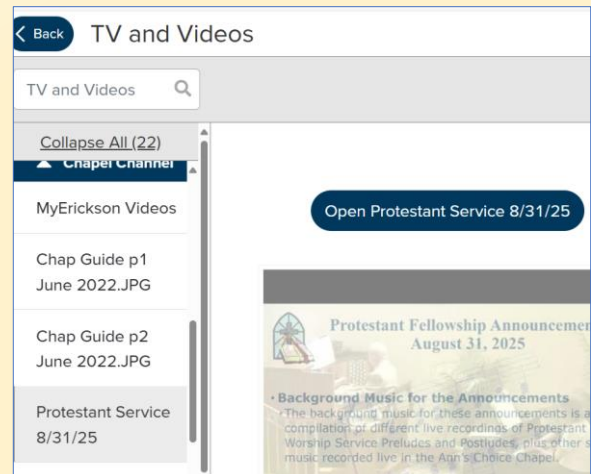 Back
TV and Videos
TV and Videos
Collapse All (22)
Chapel Channel
MyErickson Videos
Chap Guide p1
June 2022.JPG
Chap Guide p2
June 2022.JPG
Protestant Service
8/31/25
Open Protestant Service 8/31/25
Protestant Fellowship Announcemen
August 31, 2025
• Background Music for the Announcements
•The background music for these announcements is a
compilation of different live recordings of Protestant
Worship Service Preludes and Postludes, plus other s
music recorded live in the Ann's Choice Chapel.